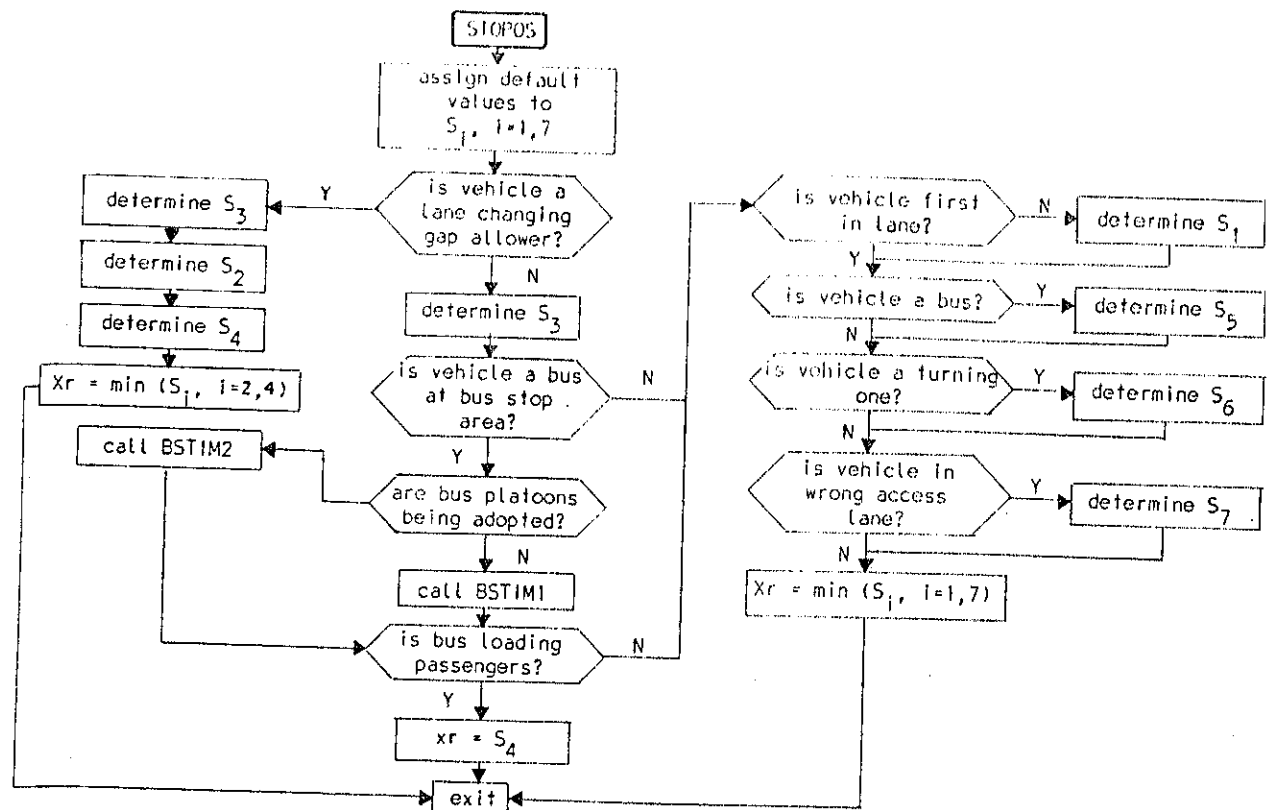 STOPOS
assign default
values to
S_i, i=1,7
is vehicle a
lane changing
gap allower?
Y
N
determine S_3
determine S_2
determine S_4
Xr = min (S_i, i=2,4)
determine S_3
is vehicle a bus
at bus stop
area?
N
Y
call BSTIM2
are bus platoons
being adopted?
N
call BSTIM1
is bus loading
passengers?
N
Y
xr = S_4
exit
is vehicle first
in lane?
N
determine S_1
Y
is vehicle a bus?
Y
determine S_5
N
is vehicle a turning
one?
Y
determine S_6
N
is vehicle in
wrong access
lane?
Y
determine S_7
N
Xr = min (S_i, i=1,7)